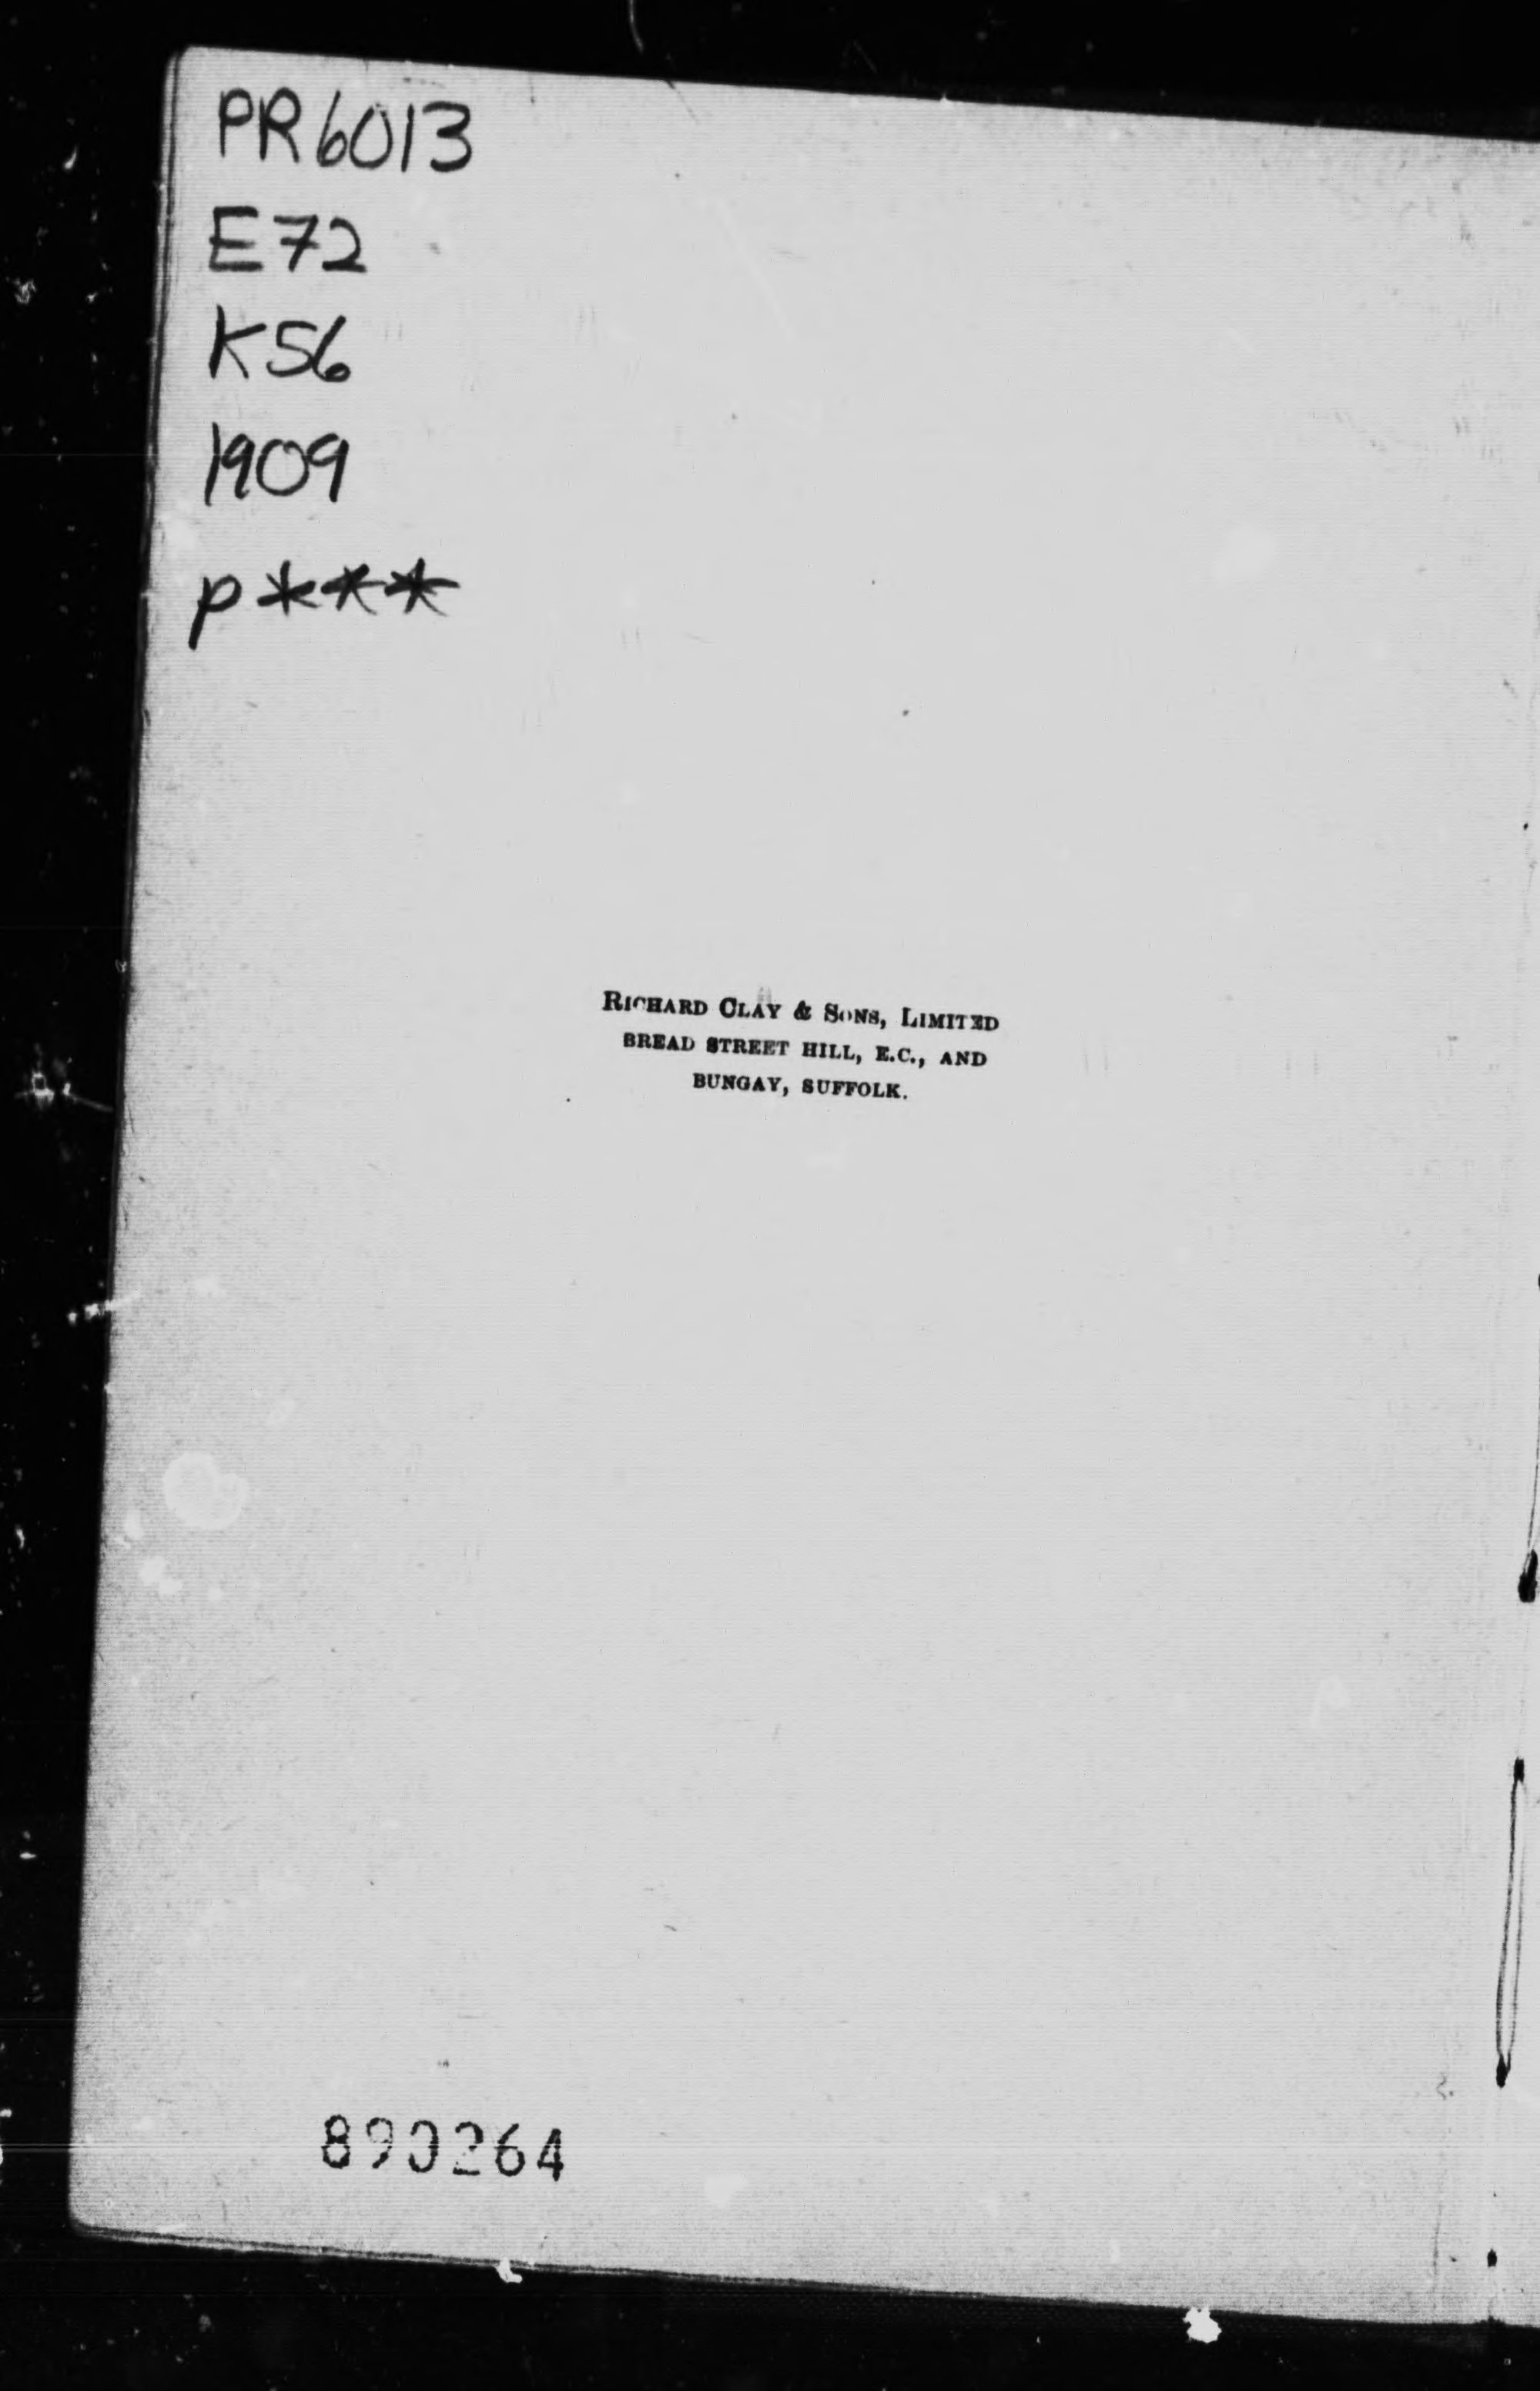 PR6013
E72
K56
1909
p***
RICHARD CLAY & SONS, LIMITED
BREAD STREET HILL, E.C., AND
BUNGAY, SUFFOLK.
890264